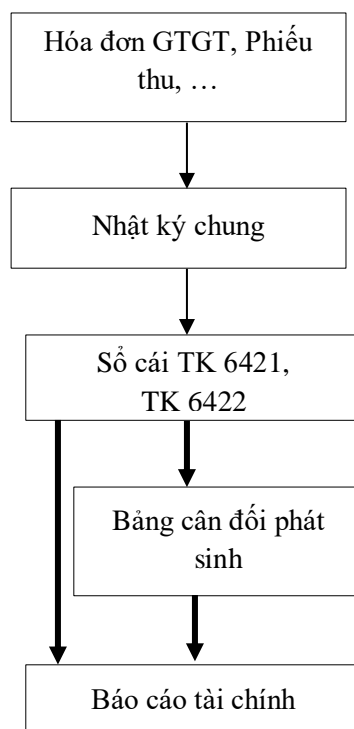 Hóa đơn GTGT, Phiếu
thu, …
Nhật ký chung
Sổ cái TK 6421,
TK 6422
Bảng cân đối phát
sinh
Báo cáo tài chính